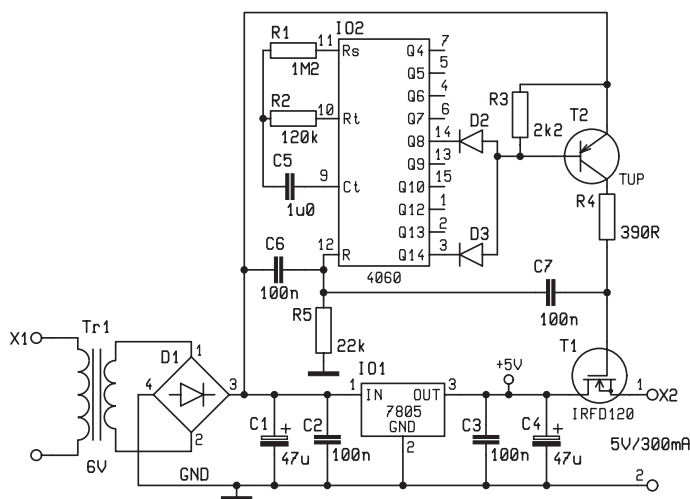 R1
11
Rs
1M2
R2
10
Rt
120k
C5
9
Ct
1u0
IO2
Q4
7
Q5
5
Q6
4
Q7
6
Q8
14
Q9
13
Q10
15
Q12
1
Q13
2
Q14
3
12
R
4060
D2
D3
R3
2k2
T2
TUP
R4
390R
C6
100n
C7
100n
R5
22k
T1
IRFD120
X1
Tr1
6V
D1
1
4
3
2
GND
C1
+
47u
C2
100n
IO1
1
IN
OUT
3
7805
GND
2
C3
100n
+5V
C4
+
47u
1
X2
5V/300mA
2